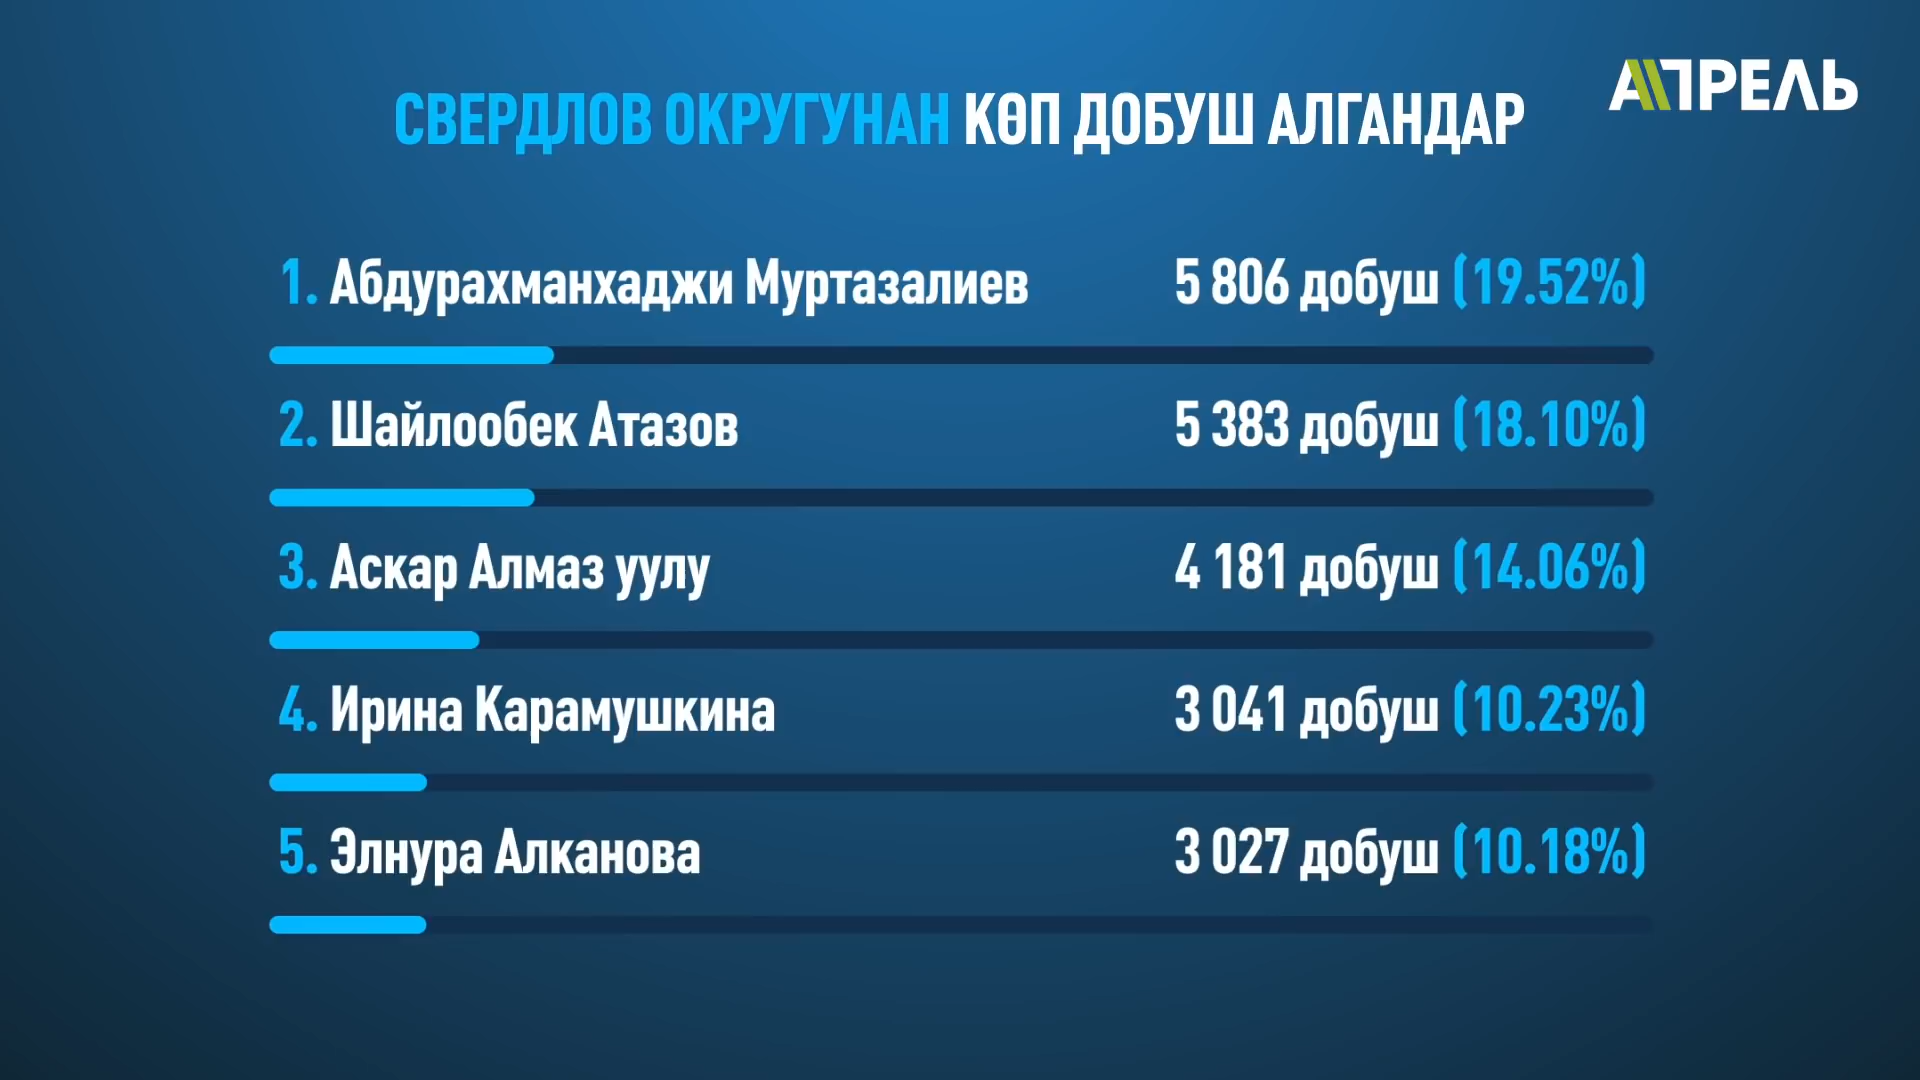 СВЕРДЛОВ ОКРУГУНАН КӨП ДОБУШ АЛГАНДАР
АПРЕЛЬ
1. Абдурахманхаджи Муртазалиев 5 806 добуш (19.52%)
2. Шайлообек Атазов 5 383 добуш (18.10%)
3. Аскар Алмаз уулу 4 181 добуш (14.06%)
4. Ирина Карамушкина 3 041 добуш (10.23%)
5. Элнура Алканова 3 027 добуш (10.18%)